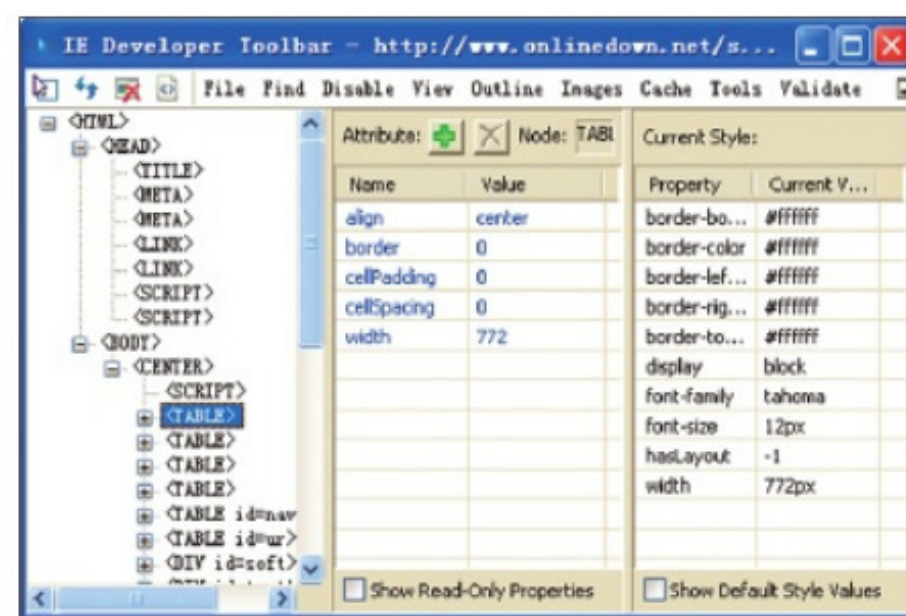 IE Developer Toolbar - http://www.onlinedown.net/s...
File Find Disable View Outline Images Cache Tools Validate
<HTML>
<HEAD>
<TITLE>
<META>
<META>
<LINK>
<LINK>
<SCRIPT>
<SCRIPT>
<BODY>
<CENTER>
<SCRIPT>
<TABLE>
<TABLE>
<TABLE>
<TABLE>
<TABLE id=nav
<TABLE id=ur>
<DIV id=soft>
Attribute: Node: TABL
Name Value
align center
border 0
cellPadding 0
cellSpacing 0
width 772
Show Read-Only Properties
Current Style:
Property Current V...
border-bo... #ffffff
border-color #ffffff
border-lef... #ffffff
border-rig... #ffffff
border-to... #ffffff
display block
font-family tahoma
font-size 12px
hasLayout -1
width 772px
Show Default Style Values